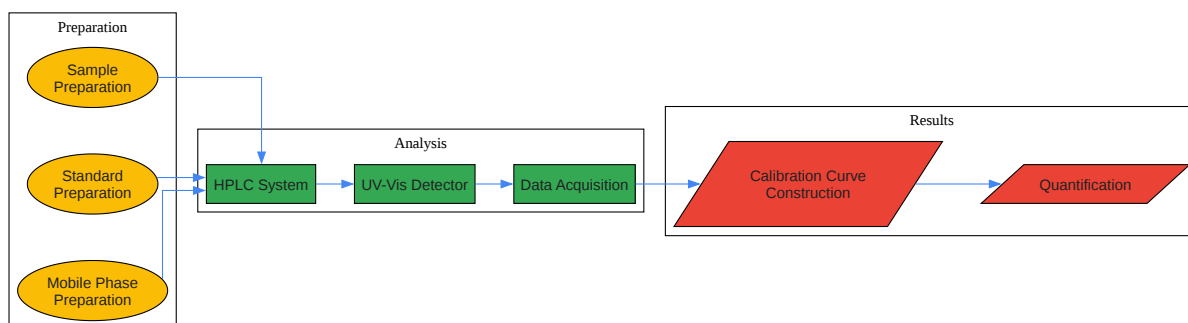 Preparation
Sample
Preparation
Standard
Preparation
Mobile Phase
Preparation
Analysis
HPLC System
UV-Vis Detector
Data Acquisition
Results
Calibration Curve
Construction
Quantification